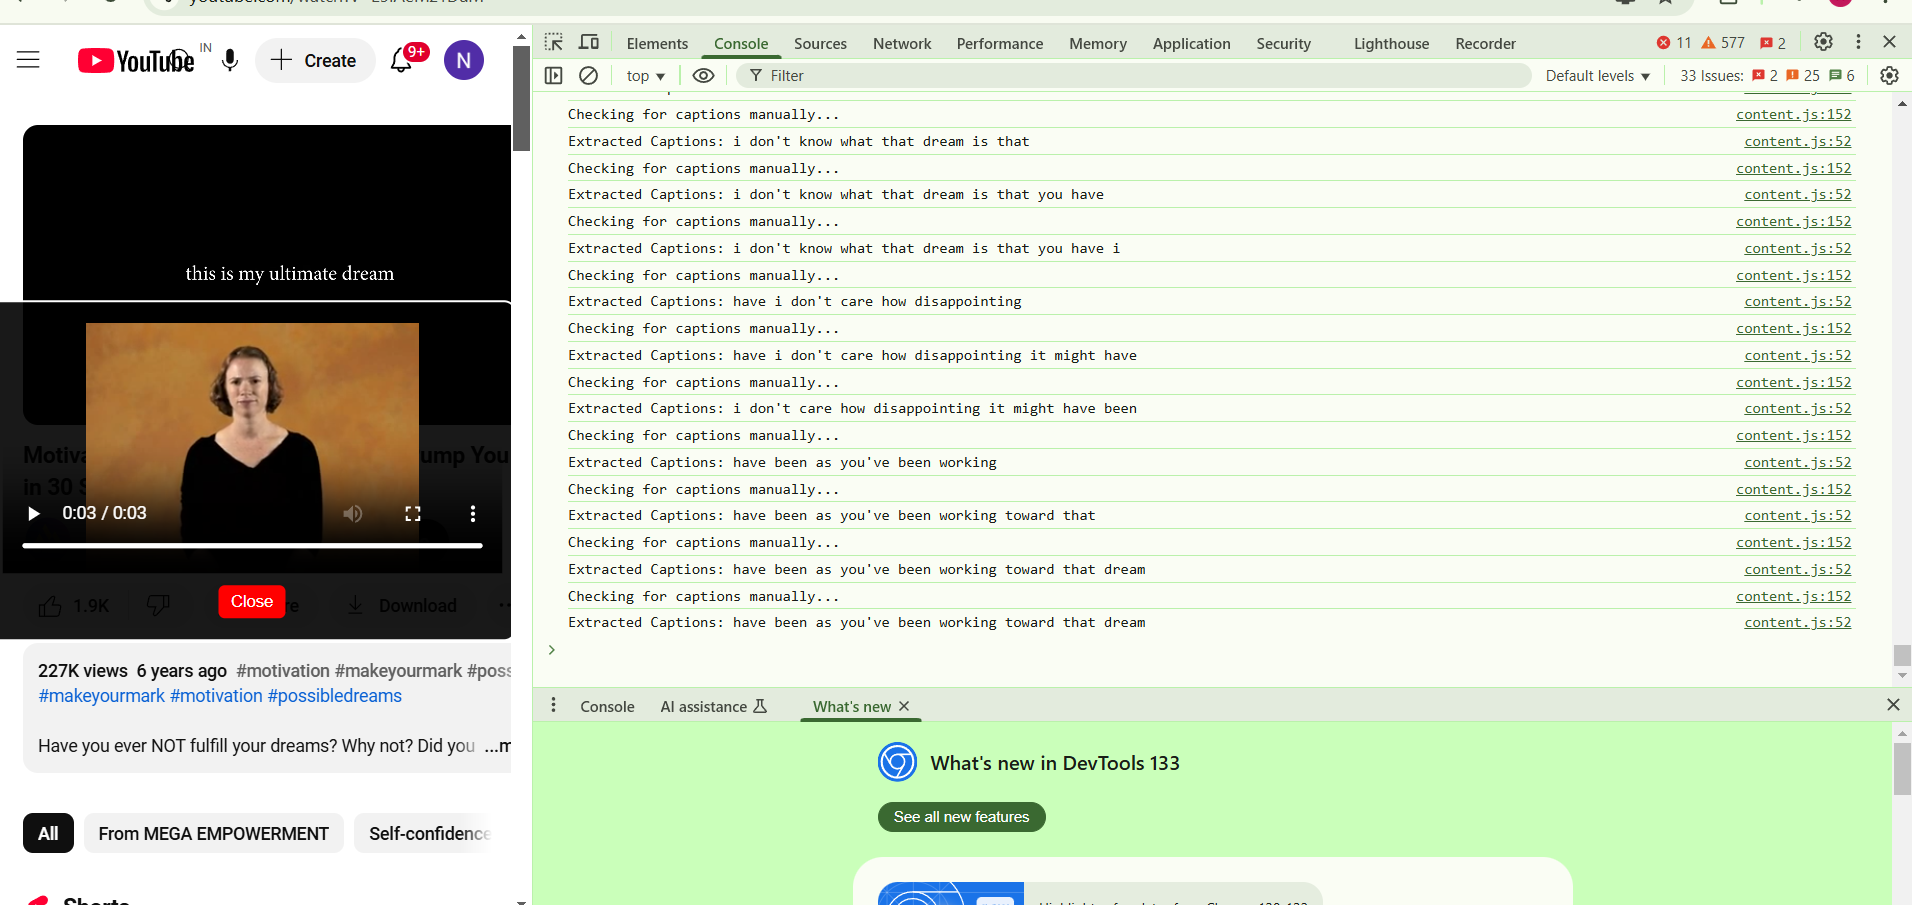 YouTube IN
Create
9+
N
this is my ultimate dream
Motiva ump You
in 30 S
0:03 / 0:03
1.9K Close re Download
227K views 6 years ago #motivation #makeyourmark #poss
#makeyourmark #motivation #possibledreams
Have you ever NOT fulfill your dreams? Why not? Did you ...m
All From MEGA EMPOWERMENT Self-confidence
Shorts
Elements Console Sources Network Performance Memory Application Security Lighthouse Recorder 11 577 2
top Filter Default levels 33 Issues: 2 25 6
Checking for captions manually... content.js:152
Extracted Captions: i don't know what that dream is that content.js:52
Checking for captions manually... content.js:152
Extracted Captions: i don't know what that dream is that you have content.js:52
Checking for captions manually... content.js:152
Extracted Captions: i don't know what that dream is that you have i content.js:52
Checking for captions manually... content.js:152
Extracted Captions: have i don't care how disappointing content.js:52
Checking for captions manually... content.js:152
Extracted Captions: have i don't care how disappointing it might have content.js:52
Checking for captions manually... content.js:152
Extracted Captions: i don't care how disappointing it might have been content.js:52
Checking for captions manually... content.js:152
Extracted Captions: have been as you've been working content.js:52
Checking for captions manually... content.js:152
Extracted Captions: have been as you've been working toward that content.js:52
Checking for captions manually... content.js:152
Extracted Captions: have been as you've been working toward that dream content.js:52
Checking for captions manually... content.js:152
Extracted Captions: have been as you've been working toward that dream content.js:52
Console AI assistance What's new
What's new in DevTools 133
See all new features